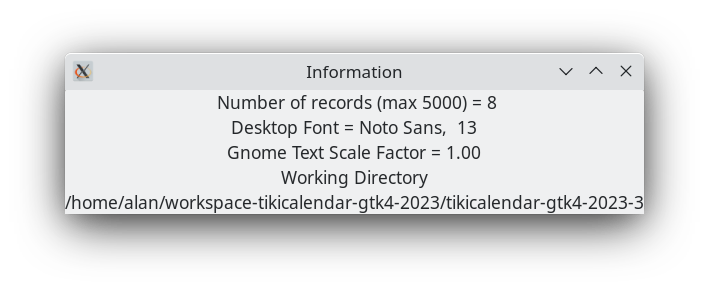 Information
Number of records (max 5000) = 8
Desktop Font = Noto Sans,  13
Gnome Text Scale Factor = 1.00
Working Directory
/home/alan/workspace-tikicalendar-gtk4-2023/tikicalendar-gtk4-2023-3